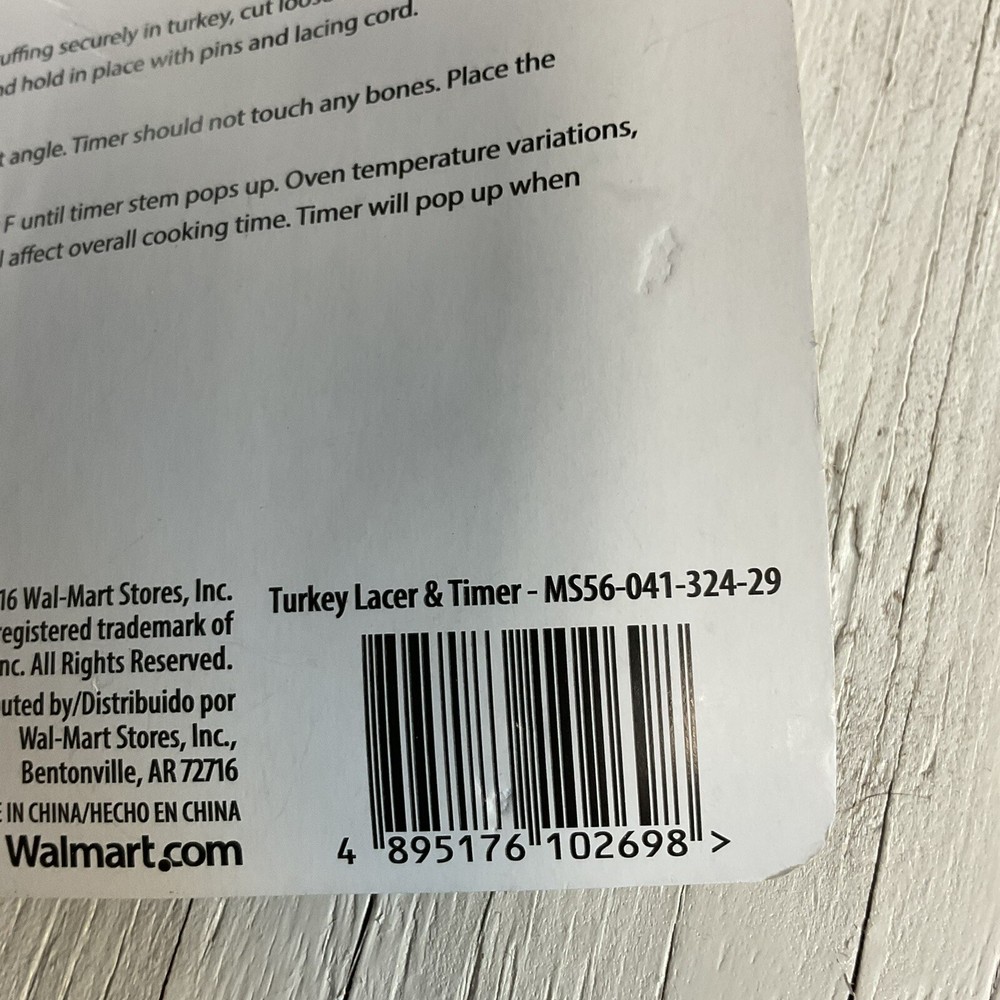 uffing securely in turkey, cut
nd hold in place with pins and lacing cord.
t angle. Timer should not touch any bones. Place the
F until timer stem pops up. Oven temperature variations,
l affect overall cooking time. Timer will pop up when
16 Wal-Mart Stores, Inc.
registered trademark of
nc. All Rights Reserved.
uted by/Distribuido por
Wal-Mart Stores, Inc.,
Bentonville, AR 72716
E IN CHINA/HECHO EN CHINA
Walmart.com
Turkey Lacer & Timer - MS56-041-324-29
4 895176 102698 >